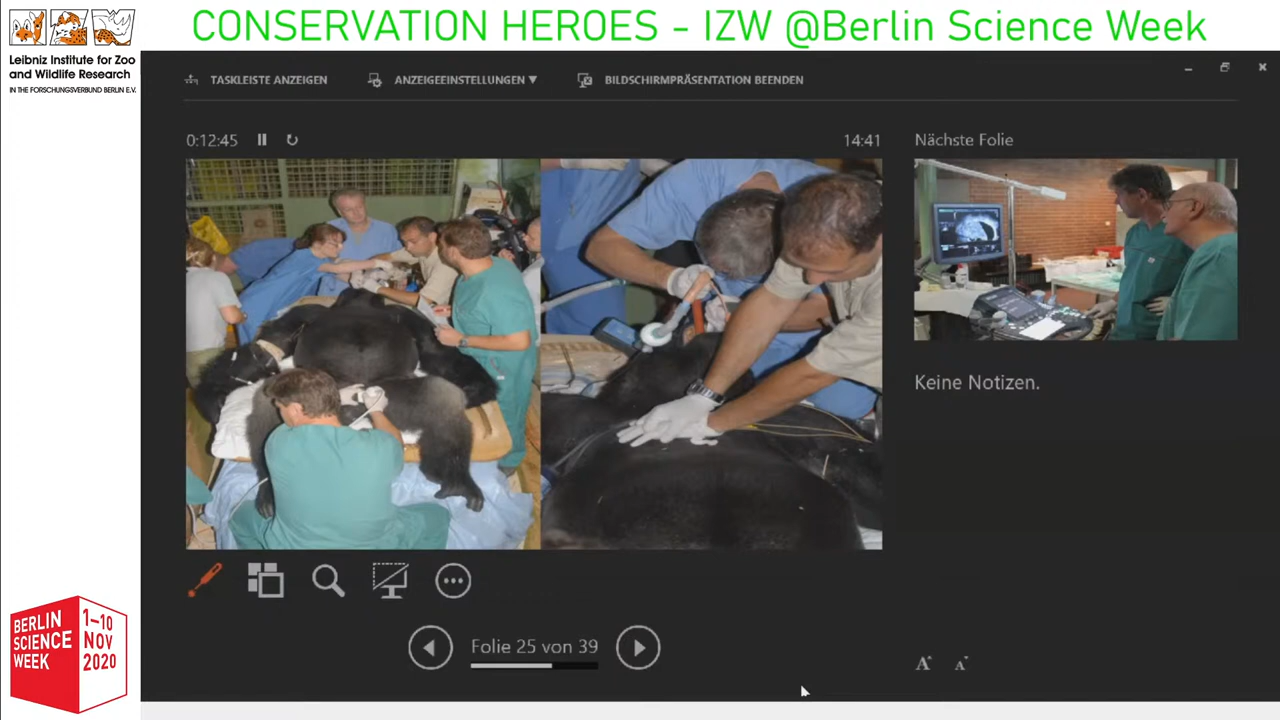 CONSERVATION HEROES - IZW @Berlin Science Week
IZW
Leibniz Institute for Zoo
and Wildlife Research
IN THE FORSCHUNGSVERBUND BERLIN E.V.
TASKLEISTE ANZEIGEN
ANZEIGEEINSTELLUNGEN
BILDSCHIRMPRÄSENTATION BEENDEN
0:12:45
14:41
Nächste Folie
Keine Notizen.
Folie 25 von 39
A
A
BERLIN
SCIENCE
WEEK
1–10
NOV
2020